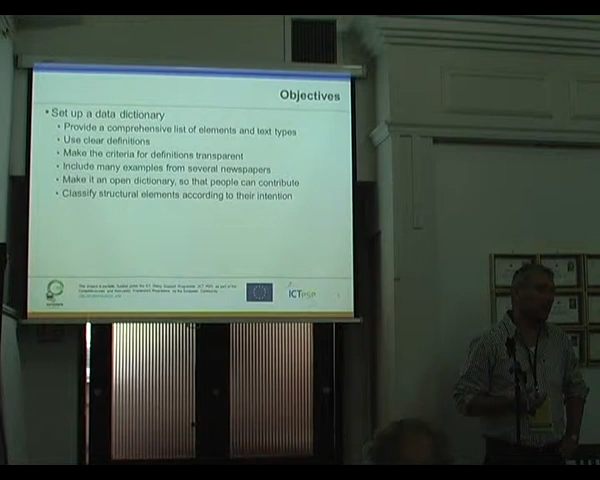 Objectives
• Set up a data dictionary
• Provide a comprehensive list of elements and text types
• Use clear definitions
• Make the criteria for definitions transparent
• Include many examples from several newspapers
• Make it an open dictionary, so that people can contribute
• Classify structural elements according to their intention
ICT PSP